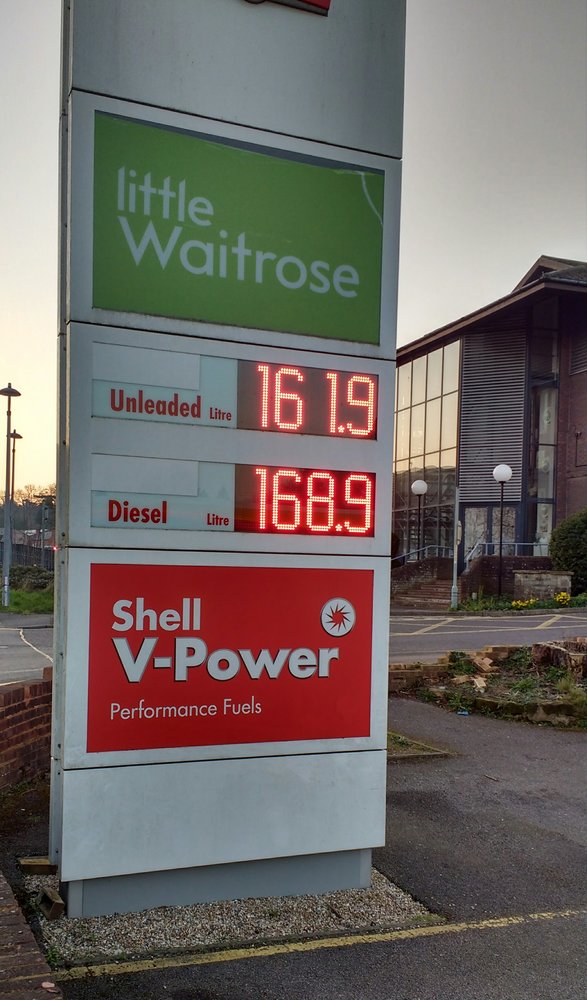 little
Waitrose
Unleaded Litre 161.9
Diesel Litre 168.9
Shell
V-Power
Performance Fuels